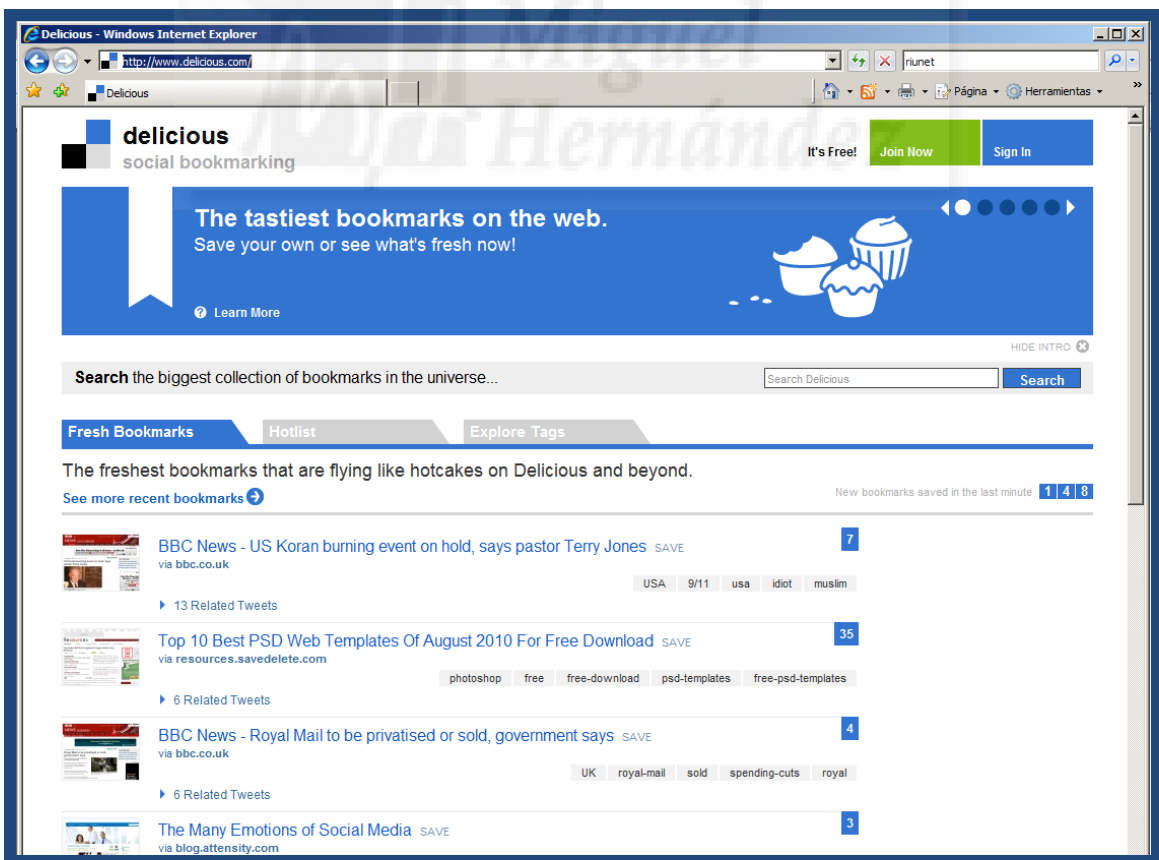 Miguel
Hernández
Delicious - Windows Internet Explorer
http://www.delicious.com/
riunet
Delicious
Página
Herramientas
delicious
social bookmarking
It's Free! Join Now Sign In
The tastiest bookmarks on the web.
Save your own or see what's fresh now!
? Learn More
HIDE INTRO
Search the biggest collection of bookmarks in the universe...
Search Delicious Search
Fresh Bookmarks Hotlist Explore Tags
The freshest bookmarks that are flying like hotcakes on Delicious and beyond.
See more recent bookmarks
New bookmarks saved in the last minute 1 4 8
BBC News - US Koran burning event on hold, says pastor Terry Jones SAVE 7
via bbc.co.uk
USA 9/11 usa idiot muslim
13 Related Tweets
Top 10 Best PSD Web Templates Of August 2010 For Free Download SAVE 35
via resources.savedelete.com
photoshop free free-download psd-templates free-psd-templates
6 Related Tweets
BBC News - Royal Mail to be privatised or sold, government says SAVE 4
via bbc.co.uk
UK royal-mail sold spending-cuts royal
6 Related Tweets
The Many Emotions of Social Media SAVE 3
via blog.attensity.com